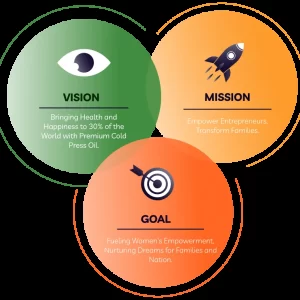 VISION
Bringing Health and
Happiness to 30% of the
World with Premium Cold
Press Oil.
MISSION
Empower Entrepreneurs,
Transform Families.
GOAL
Fueling Women's Empowerment,
Nurturing Dreams for Families and
Nation.